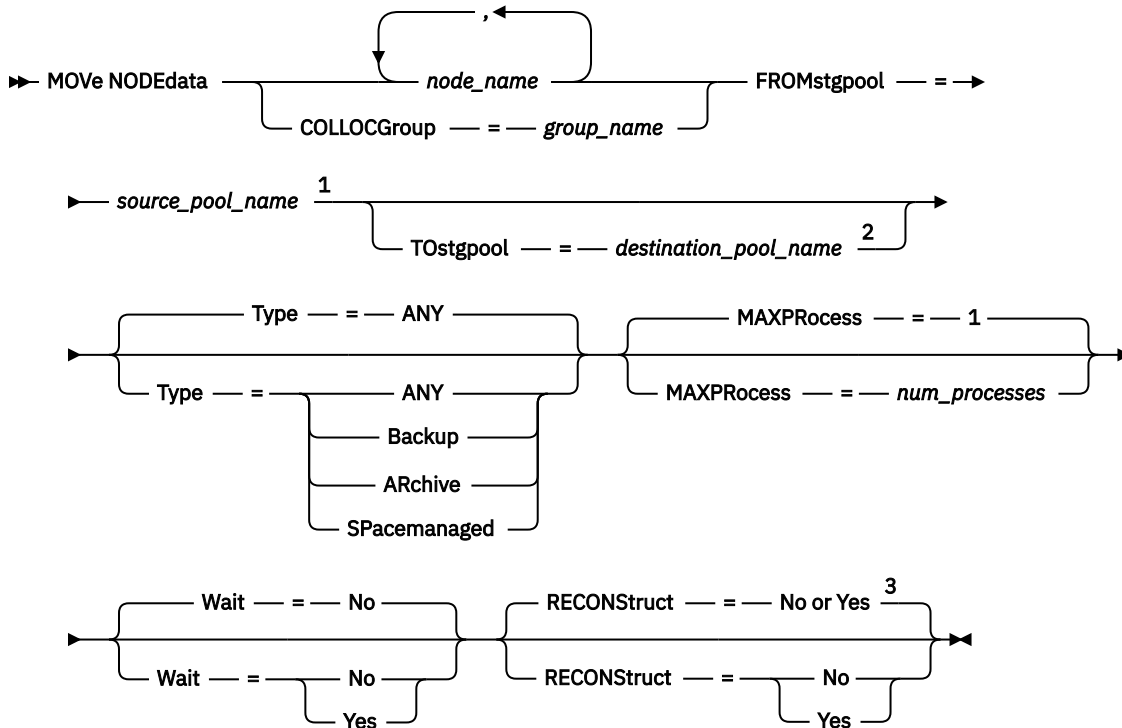 ,
MOVe NODEdata node_name FROMstgpool =
COLLOCGroup = group_name
source_pool_name 1
TOstgpool = destination_pool_name 2
Type = ANY MAXPRocess = 1
Type = ANY MAXPRocess = num_processes
Backup
ARchive
SPacemanaged
Wait = No RECONStruct = No or Yes 3
Wait = No RECONStruct = No
Yes Yes